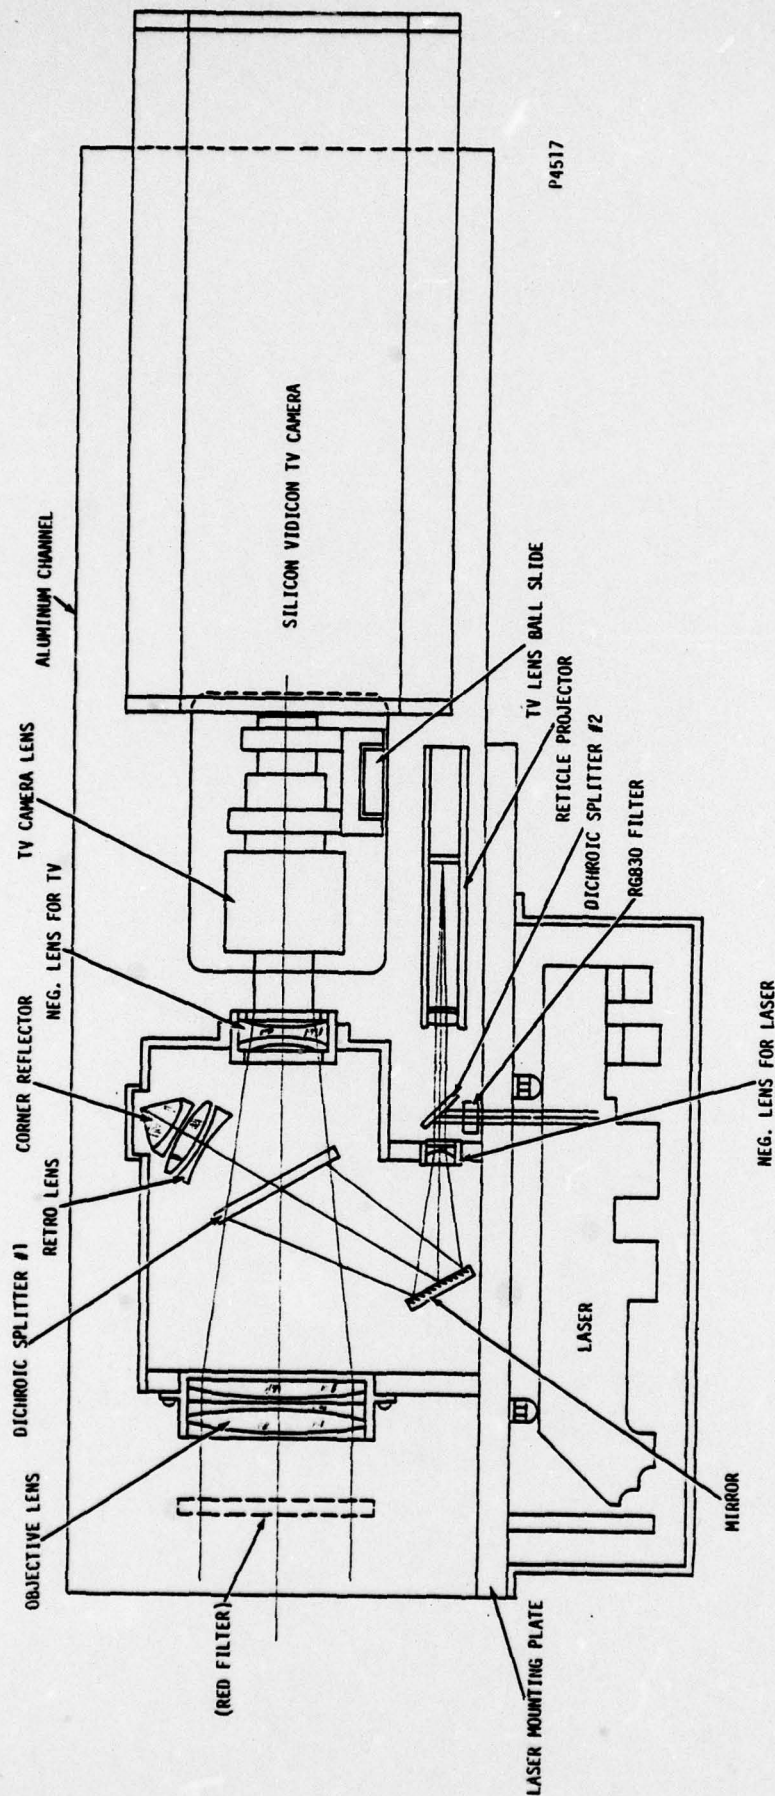 ALUMINUM CHANNEL
TV CAMERA LENS
NEG. LENS FOR TV
CORNER REFLECTOR
RETRO LENS
DICHROIC SPLITTER #1
OBJECTIVE LENS
(RED FILTER)
SILICON VIDICON TV CAMERA
P4517
TV LENS BALL SLIDE
RETICLE PROJECTOR
DICHROIC SPLITTER #2
RG830 FILTER
NEG. LENS FOR LASER
LASER
MIRROR
LASER MOUNTING PLATE